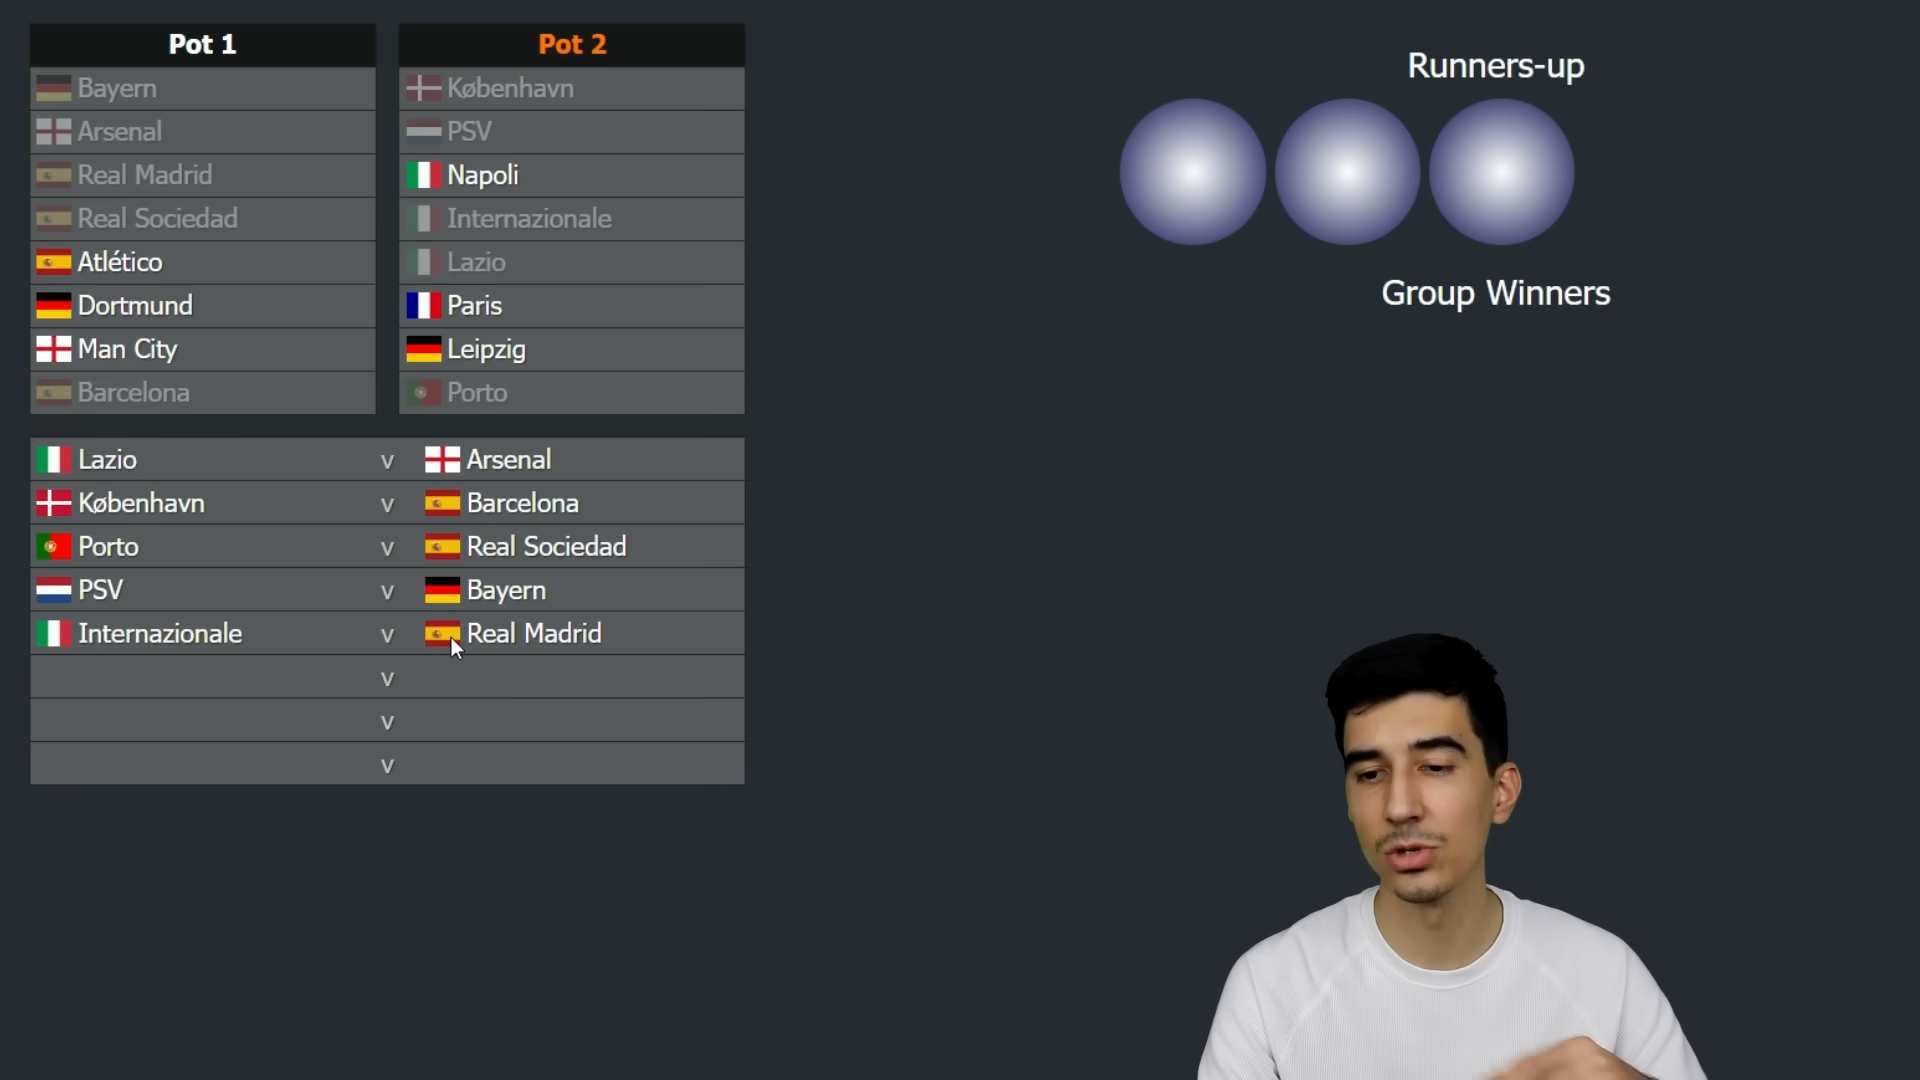 Pot 1
Bayern
Arsenal
Real Madrid
Real Sociedad
Atlético
Dortmund
Man City
Barcelona
Pot 2
København
PSV
Napoli
Internazionale
Lazio
Paris
Leipzig
Porto
Lazio v Arsenal
København v Barcelona
Porto v Real Sociedad
PSV v Bayern
Internazionale v Real Madrid
v
v
v
Runners-up
Group Winners